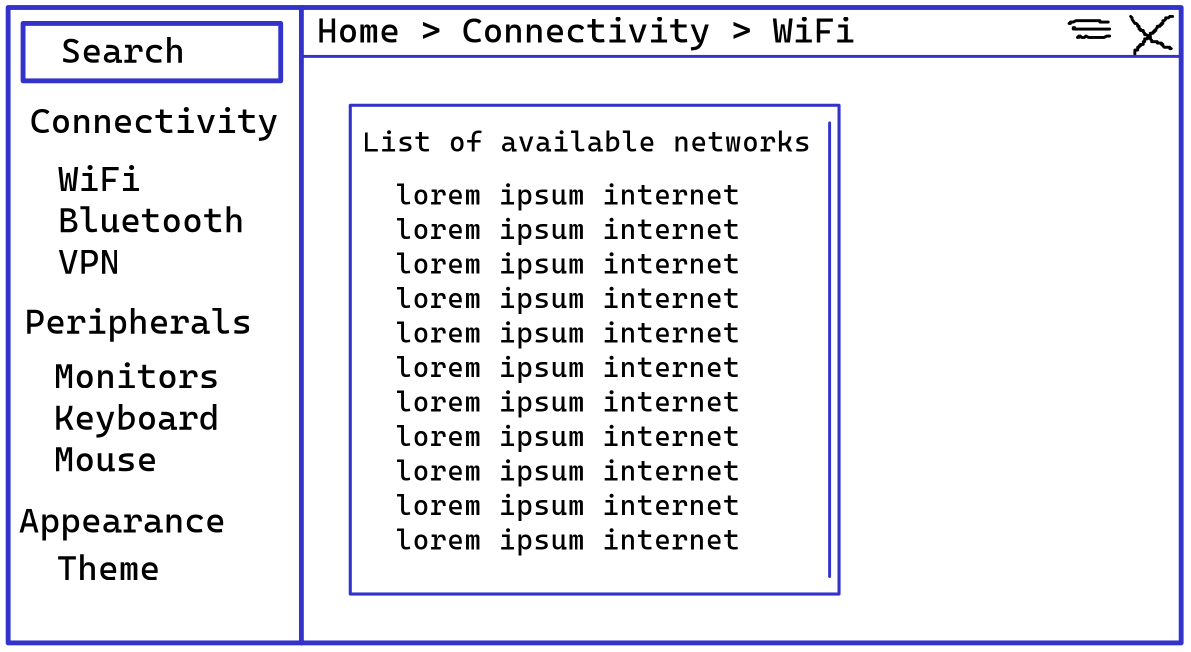 Search
Connectivity
WiFi
Bluetooth
VPN
Peripherals
Monitors
Keyboard
Mouse
Appearance
Theme
Home > Connectivity > WiFi
List of available networks
lorem ipsum internet
lorem ipsum internet
lorem ipsum internet
lorem ipsum internet
lorem ipsum internet
lorem ipsum internet
lorem ipsum internet
lorem ipsum internet
lorem ipsum internet
lorem ipsum internet
lorem ipsum internet